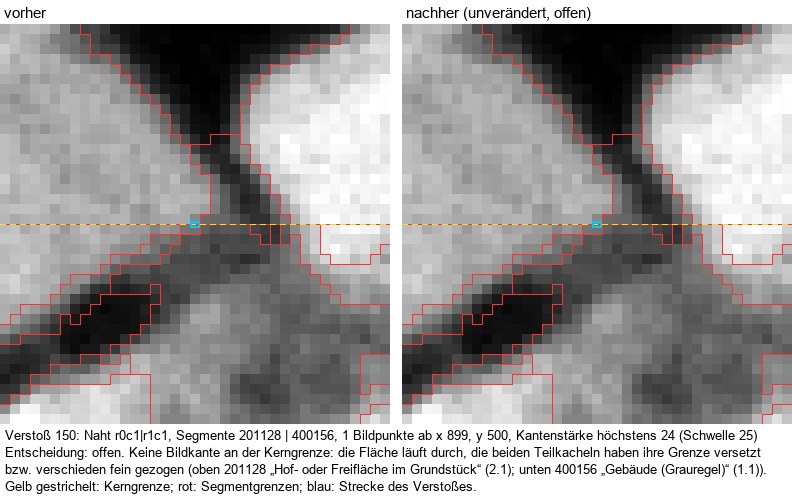 vorher
nachher (unverändert, offen)
Verstoß 150: Naht r0c1|r1c1, Segmente 201128 | 400156, 1 Bildpunkte ab x 899, y 500, Kantenstärke höchstens 24 (Schwelle 25)
Entscheidung: offen. Keine Bildkante an der Kerngrenze: die Fläche läuft durch, die beiden Teilkacheln haben ihre Grenze versetzt
bzw. verschieden fein gezogen (oben 201128 „Hof- oder Freifläche im Grundstück“ (2.1); unten 400156 „Gebäude (Grauregel)“ (1.1)).
Gelb gestrichelt: Kerngrenze; rot: Segmentgrenzen; blau: Strecke des Verstoßes.